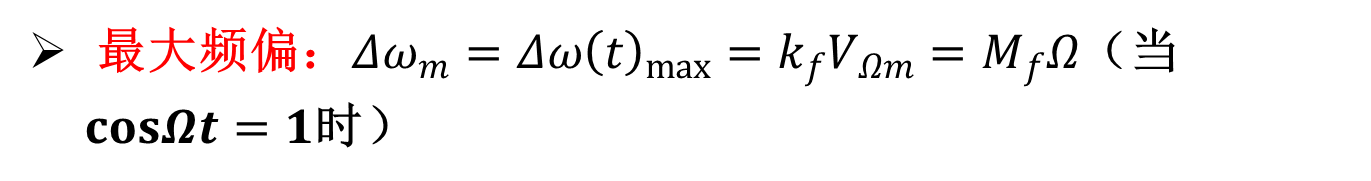 ➢ 最大频偏：Δω_m = Δω(t)_max = k_f V_Ωm = M_f Ω（当
cosΩt = 1时）